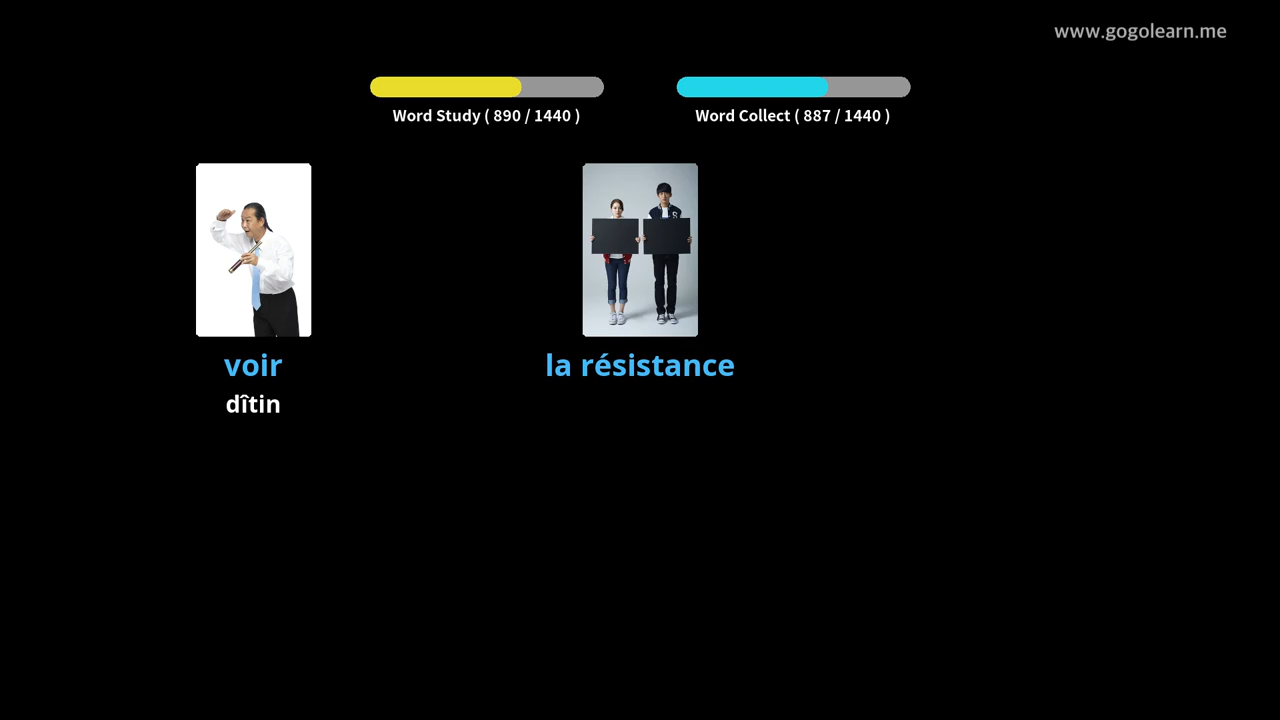 www.gogolearn.me
Word Study ( 890 / 1440 )
Word Collect ( 887 / 1440 )
voir
dîtin
la résistance